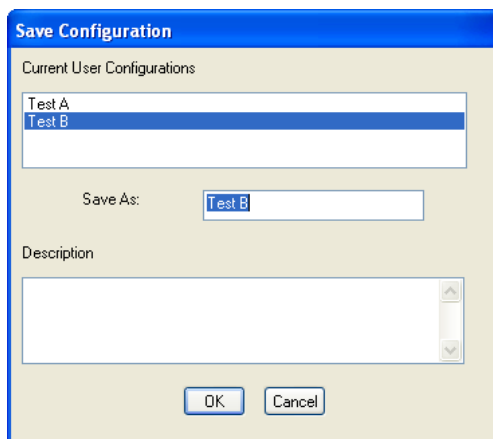 Save Configuration
Current User Configurations
Test A
Test B
Save As:
Test B
Description
OK
Cancel